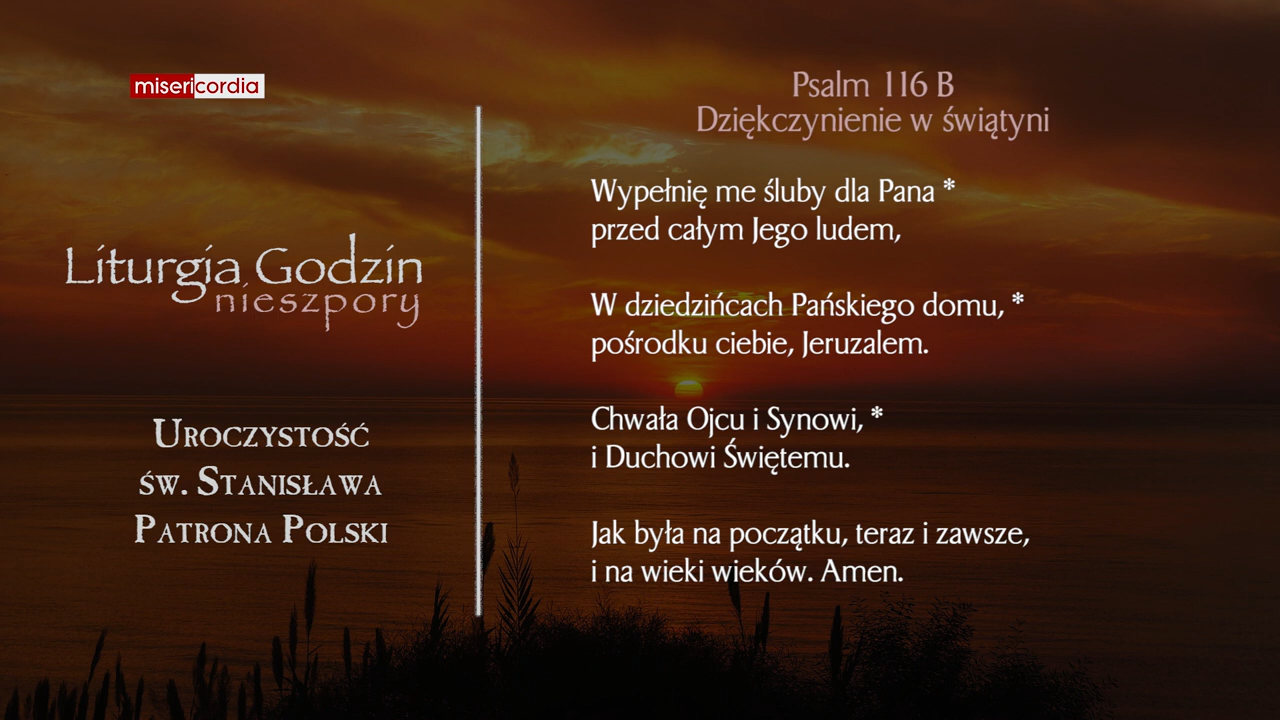 misericordia
Liturgia Godzin
nieszpory
Uroczystość
św. Stanisława
Patrona Polski
Psalm 116 B
Dziękczynienie w świątyni
Wypełnię me śluby dla Pana *
przed całym Jego ludem,
W dziedzińcach Pańskiego domu, *
pośrodku ciebie, Jeruzalem.
Chwała Ojcu i Synowi, *
i Duchowi Świętemu.
Jak była na początku, teraz i zawsze,
i na wieki wieków. Amen.